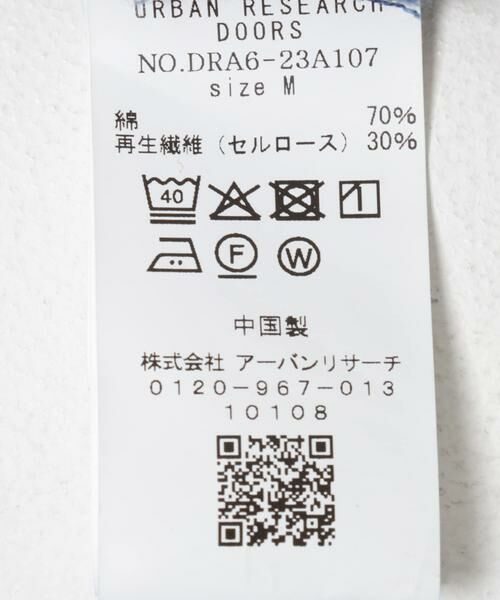 URBAN RESEARCH
DOORS
NO.DRA6-23A107
size M
綿 70%
再生繊維（セルロース） 30%
40
F W
中国製
株式会社 アーバンリサーチ
0120-967-013
10108